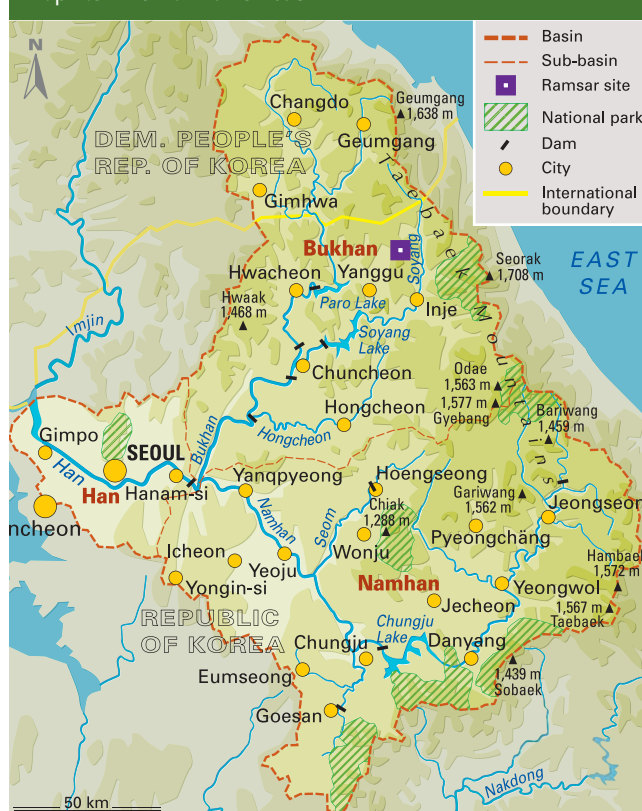 N
Basin
Sub-basin
Ramsar site
National park
Dam
City
International
boundary
Changdo
Geumgang
1,638 m
DEM. PEOPLE'S
REP. OF KOREA
Geumgang
Gimhwa
Taebaek Mountains
Bukhan
Soyang
Seorak
1,708 m
EAST
SEA
Hwacheon
Yanggu
Hwaak
1,468 m
Paro Lake
Inje
Imjin
Soyang
Lake
Odae
1,563 m
1,577 m
Gyebang
Chuncheon
Bariwang
1,459 m
Hongcheon
Hongcheon
Bukhan
Gimpo
SEOUL
Han
Han
Hanam-si
Yanqpyeong
Hoengseong
Gariwang
1,562 m
Jeongseon
ncheon
Namhan
Seom
Chiak
1,288 m
Pyeongchäng
Icheon
Yeoju
Wonju
Hambaek
1,572 m
Yongin-si
Namhan
Yeongwol
1,567 m
Taebaek
REPUBLIC
OF KOREA
Jecheon
Chungju
Lake
Chungju
Danyang
Eumseong
1,439 m
Sobaek
Goesan
Nakdong
50 km